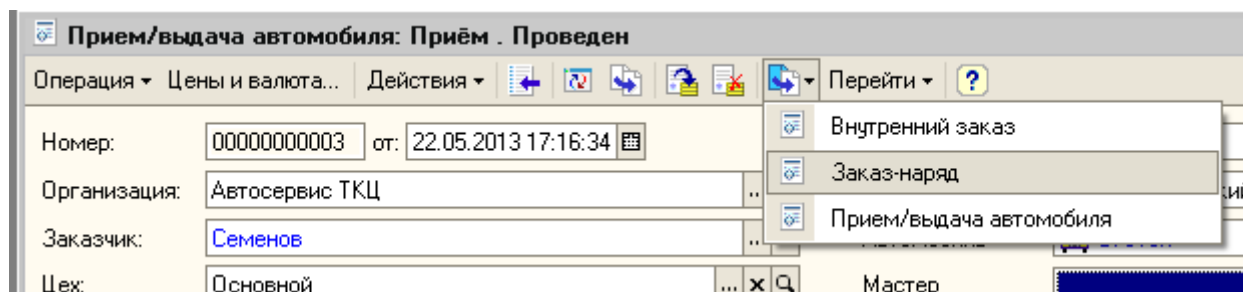 Прием/выдача автомобиля: Приём . Проведен
Операция Цены и валюта... Действия Перейти ?
Внутренний заказ
Номер: 00000000003 от: 22.05.2013 17:16:34
Заказ-наряд
Организация: Автосервис ТКЦ ...
Прием/выдача автомобиля
Заказчик: Семенов ...
Цех: Основной ... x Мастер